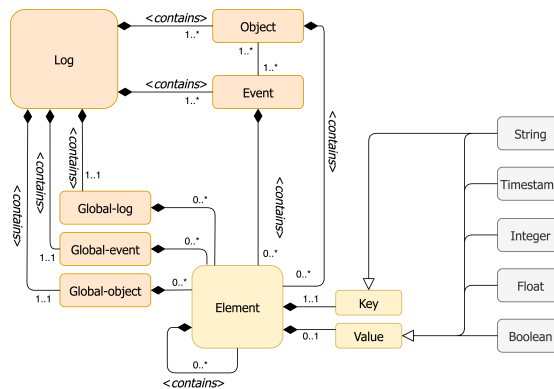 <contains>
Object
1..*
Log
1..*
<contains>
1..*
1..*
Event
<contains>
<contains>
<contains>
<contains>
<contains>
<contains>
String
1..1
Timestam
Global-log
0..*
Global-event
0..*
0..*
Integer
1..1
Global-object
0..*
0..*
Float
1..1
Element
1..1
Key
0..1
Value
Boolean
0..*
<contains>